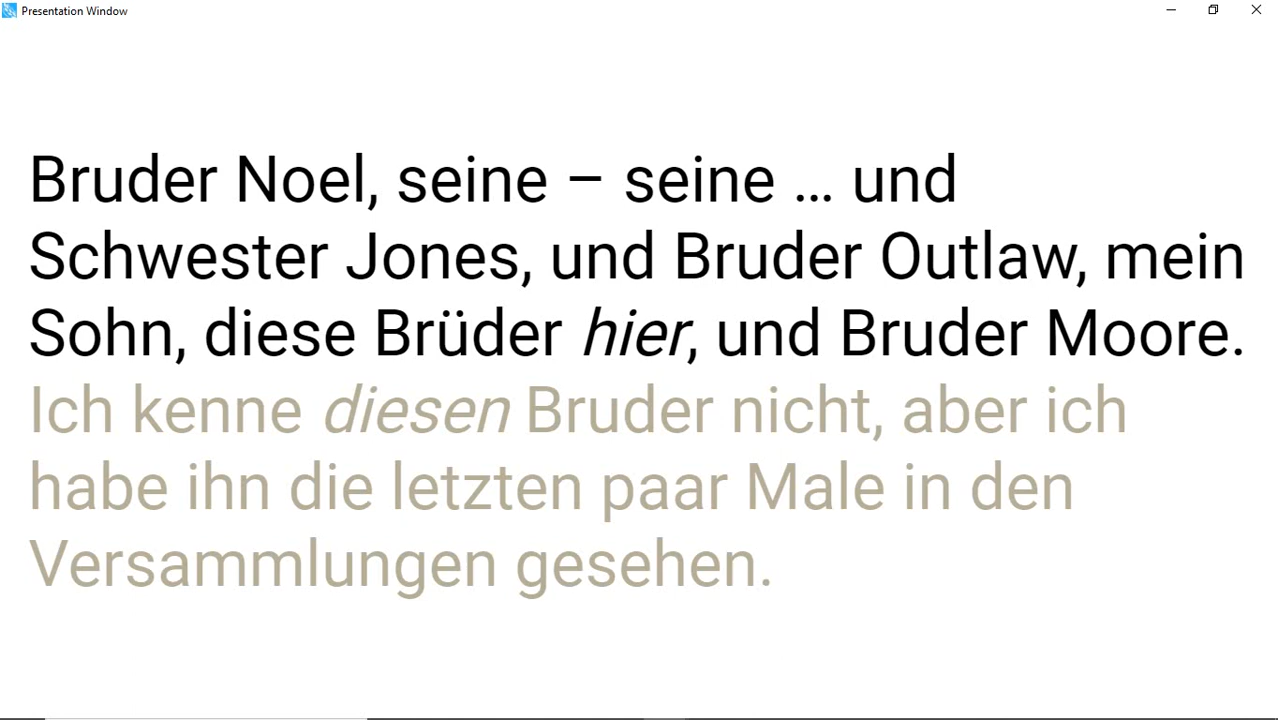 Presentation Window
Bruder Noel, seine – seine ... und
Schwester Jones, und Bruder Outlaw, mein
Sohn, diese Brüder hier, und Bruder Moore.
Ich kenne diesen Bruder nicht, aber ich
habe ihn die letzten paar Male in den
Versammlungen gesehen.